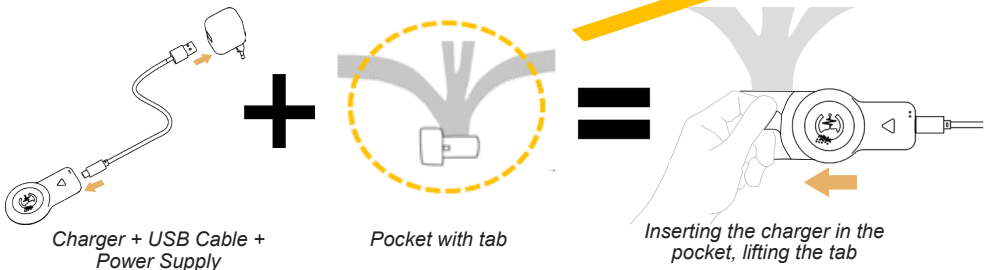 Charger + USB Cable +
Power Supply
Pocket with tab
Inserting the charger in the
pocket, lifting the tab